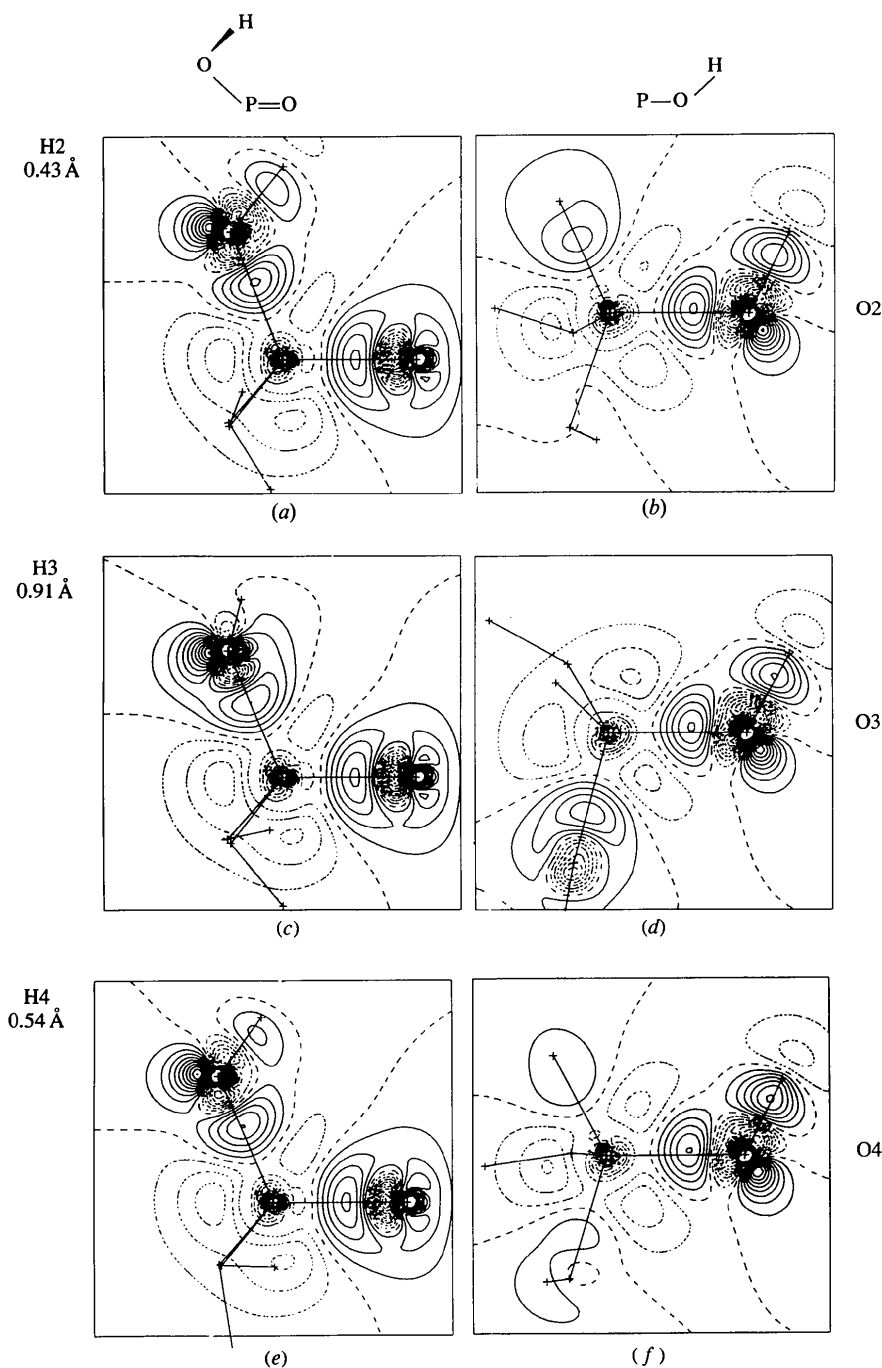 H
O
P=O
H
P—O
H2
0.43 Å
O2
(a)
(b)
H3
0.91 Å
O3
(c)
(d)
H4
0.54 Å
O4
(e)
(f)